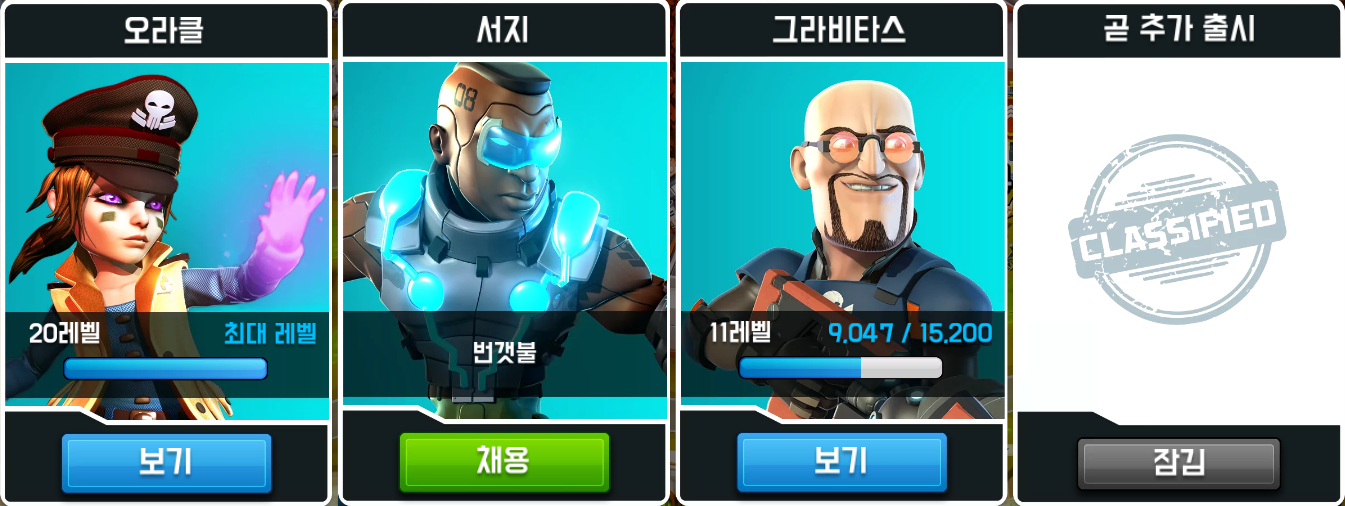 오라클
20레벨 최대 레벨
보기
서지
08
번갯불
채용
그라비타스
11레벨 9,047 / 15,200
보기
곧 추가 출시
CLASSIFIED
잠김